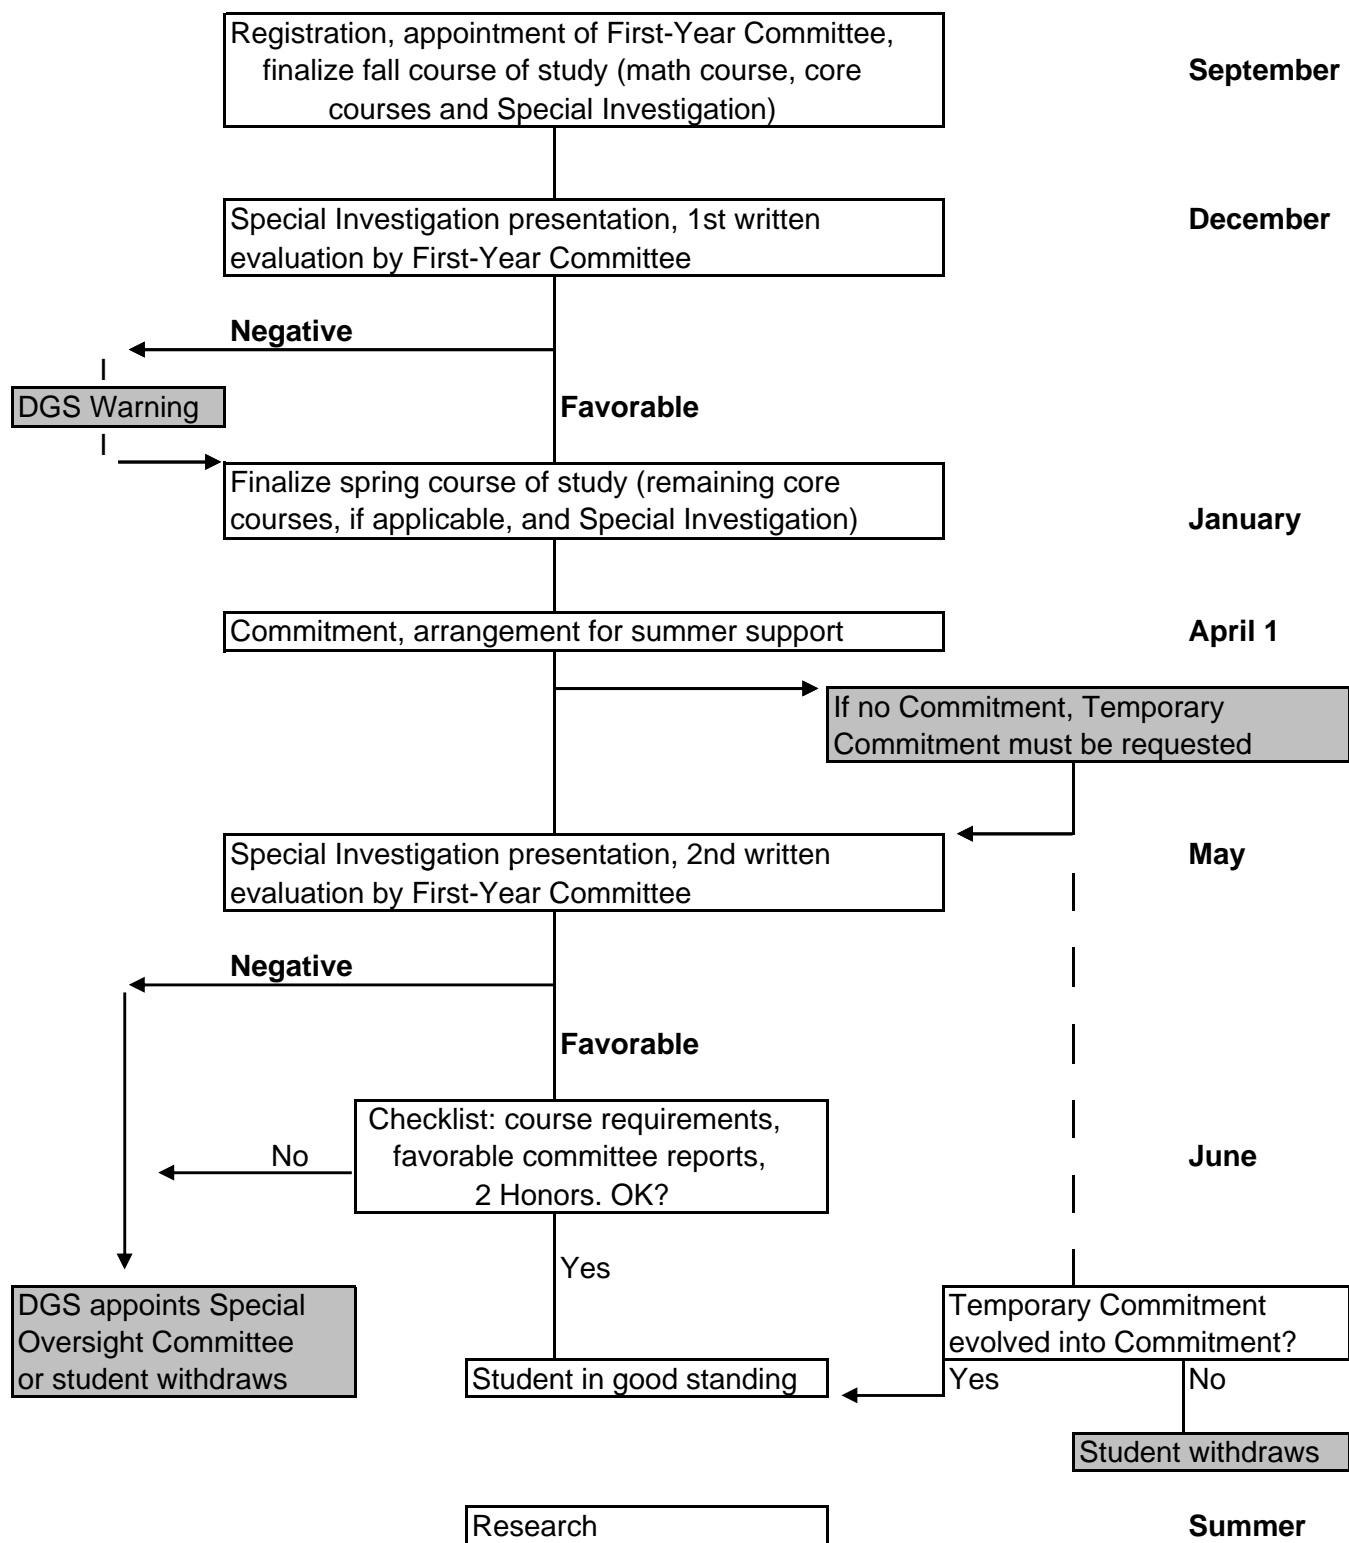 Registration, appointment of First-Year Committee,
finalize fall course of study (math course, core
courses and Special Investigation)
September
Special Investigation presentation, 1st written
evaluation by First-Year Committee
December
Negative
DGS Warning
Favorable
Finalize spring course of study (remaining core
courses, if applicable, and Special Investigation)
January
Commitment, arrangement for summer support
April 1
If no Commitment, Temporary
Commitment must be requested
Special Investigation presentation, 2nd written
evaluation by First-Year Committee
May
Negative
Favorable
Checklist: course requirements,
favorable committee reports,
2 Honors. OK?
No
June
Yes
DGS appoints Special
Oversight Committee
or student withdraws
Temporary Commitment
evolved into Commitment?
Student in good standing
Yes
No
Student withdraws
Research
Summer